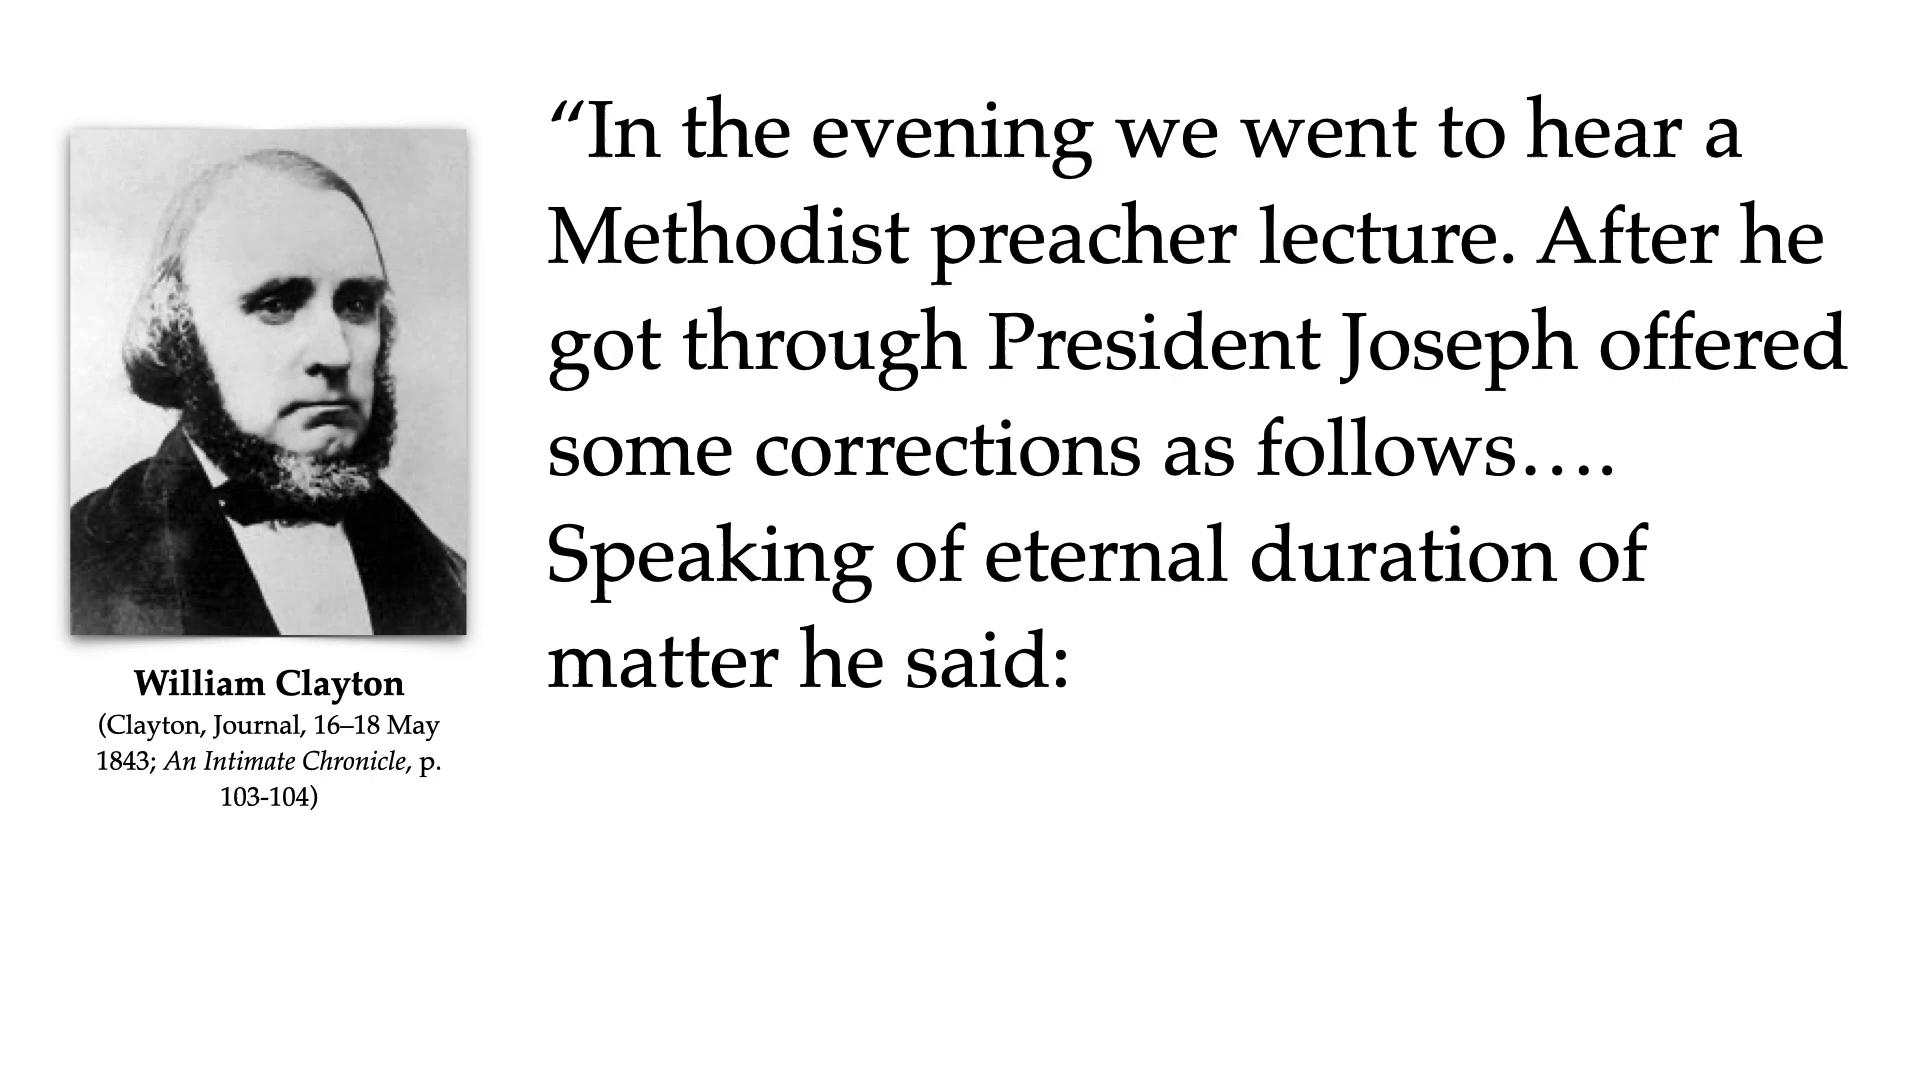 “In the evening we went to hear a
Methodist preacher lecture. After he
got through President Joseph offered
some corrections as follows….
Speaking of eternal duration of
matter he said:
William Clayton
(Clayton, Journal, 16–18 May
1843; An Intimate Chronicle, p.
103-104)